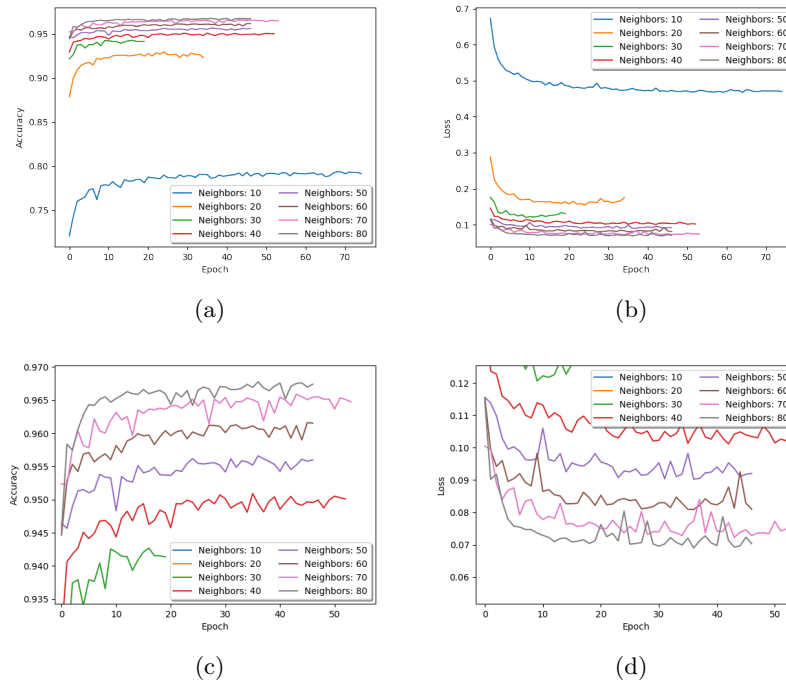 0.95
0.90
0.85
0.80
0.75
Accuracy
0 10 20 30 40 50 60 70
Epoch
Neighbors: 10 Neighbors: 50
Neighbors: 20 Neighbors: 60
Neighbors: 30 Neighbors: 70
Neighbors: 40 Neighbors: 80
(a)
0.7
0.6
0.5
0.4
0.3
0.2
0.1
Loss
0 10 20 30 40 50 60 70
Epoch
Neighbors: 10 Neighbors: 50
Neighbors: 20 Neighbors: 60
Neighbors: 30 Neighbors: 70
Neighbors: 40 Neighbors: 80
(b)
0.970
0.965
0.960
0.955
0.950
0.945
0.940
0.935
Accuracy
0 10 20 30 40 50
Epoch
Neighbors: 10 Neighbors: 50
Neighbors: 20 Neighbors: 60
Neighbors: 30 Neighbors: 70
Neighbors: 40 Neighbors: 80
(c)
0.12
0.11
0.10
0.09
0.08
0.07
0.06
Loss
0 10 20 30 40 50
Epoch
Neighbors: 10 Neighbors: 50
Neighbors: 20 Neighbors: 60
Neighbors: 30 Neighbors: 70
Neighbors: 40 Neighbors: 80
(d)